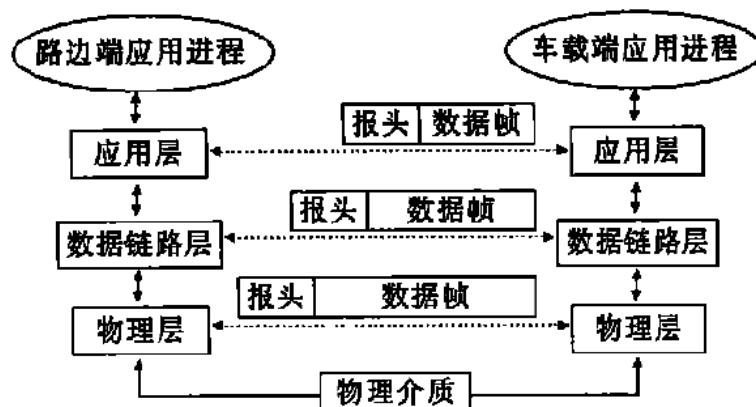 路边端应用进程 车载端应用进程
报头 数据帧
应用层 应用层
报头 数据帧
数据链路层 数据链路层
报头 数据帧
物理层 物理层
物理介质